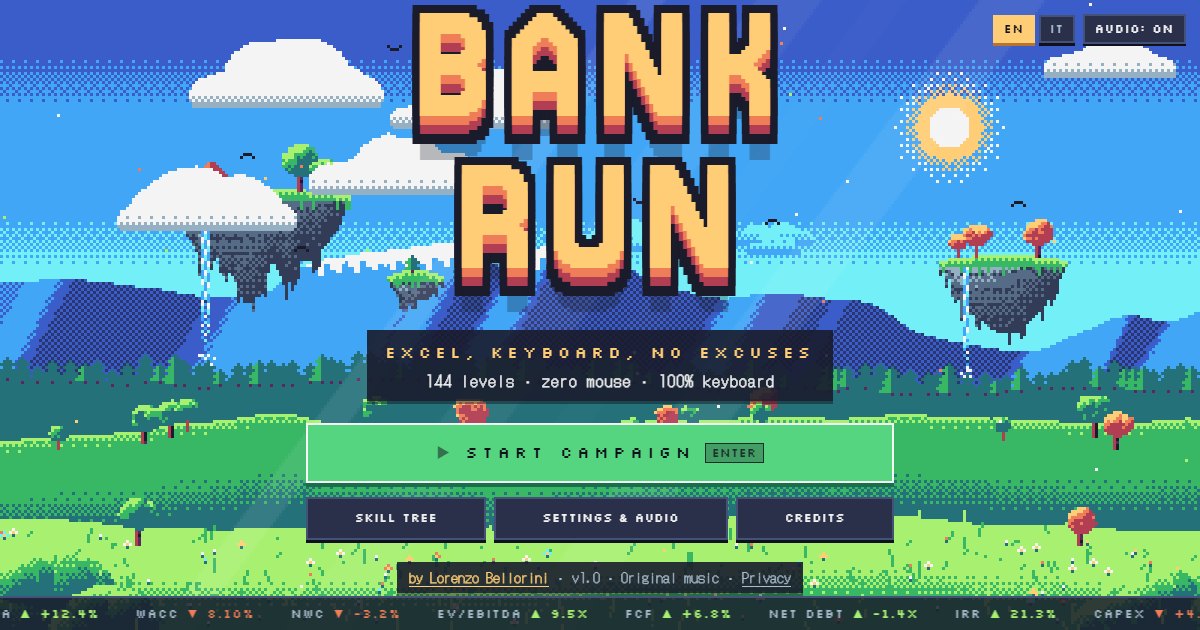 BANK
RUN
EN IT AUDIO: ON
EXCEL, KEYBOARD, NO EXCUSES
144 levels · zero mouse · 100% keyboard
▶ START CAMPAIGN ENTER
SKILL TREE SETTINGS & AUDIO CREDITS
by Lorenzo Bellorini · v1.0 · Original music · Privacy
A ▲ +12.4% WACC ▼ 8.10% NWC ▼ -3.2% EV/EBITDA ▲ 9.5X FCF ▲ +6.8% NET DEBT ▲ -1.4X IRR ▲ 21.3% CAPEX ▼ +4